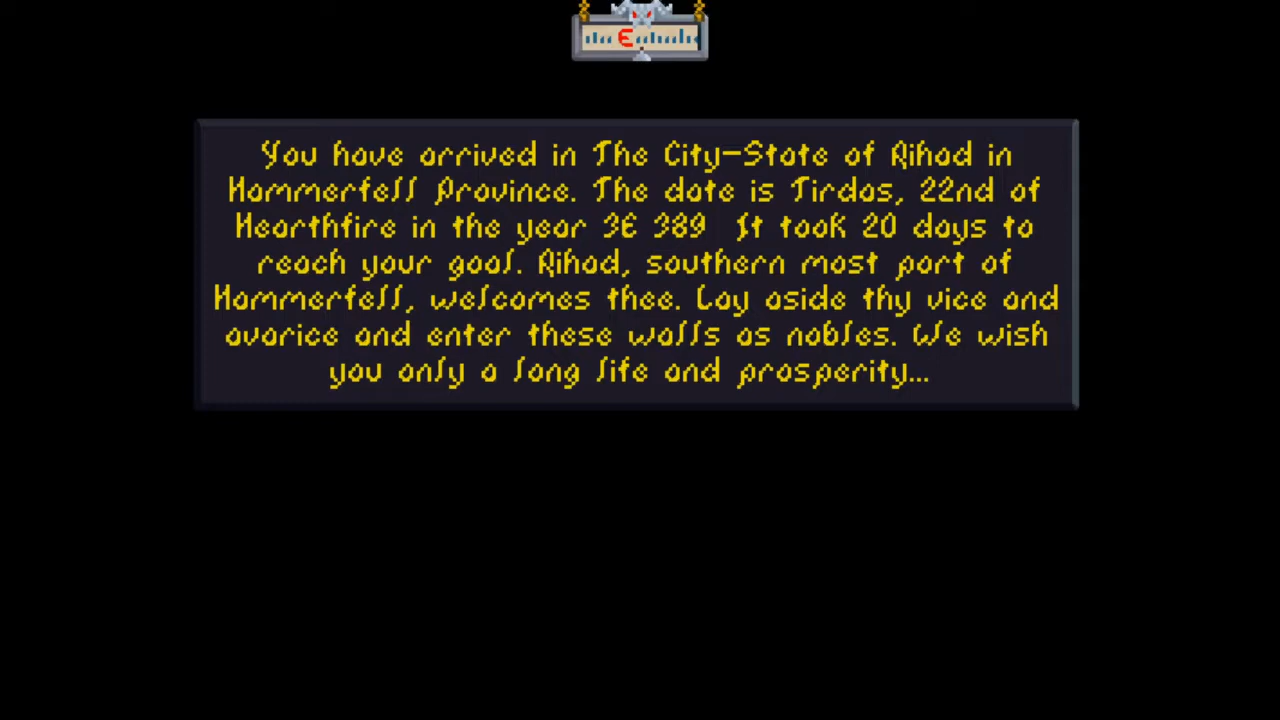 E
You have arrived in The City-State of Rihad in
Hammerfell Province. The date is Tirdas, 22nd of
Hearthfire in the year 3E 389  It took 20 days to
reach your goal. Rihad, southern most part of
Hammerfell, welcomes thee. Lay aside thy vice and
avarice and enter these walls as nobles. We wish
you only a long life and prosperity...